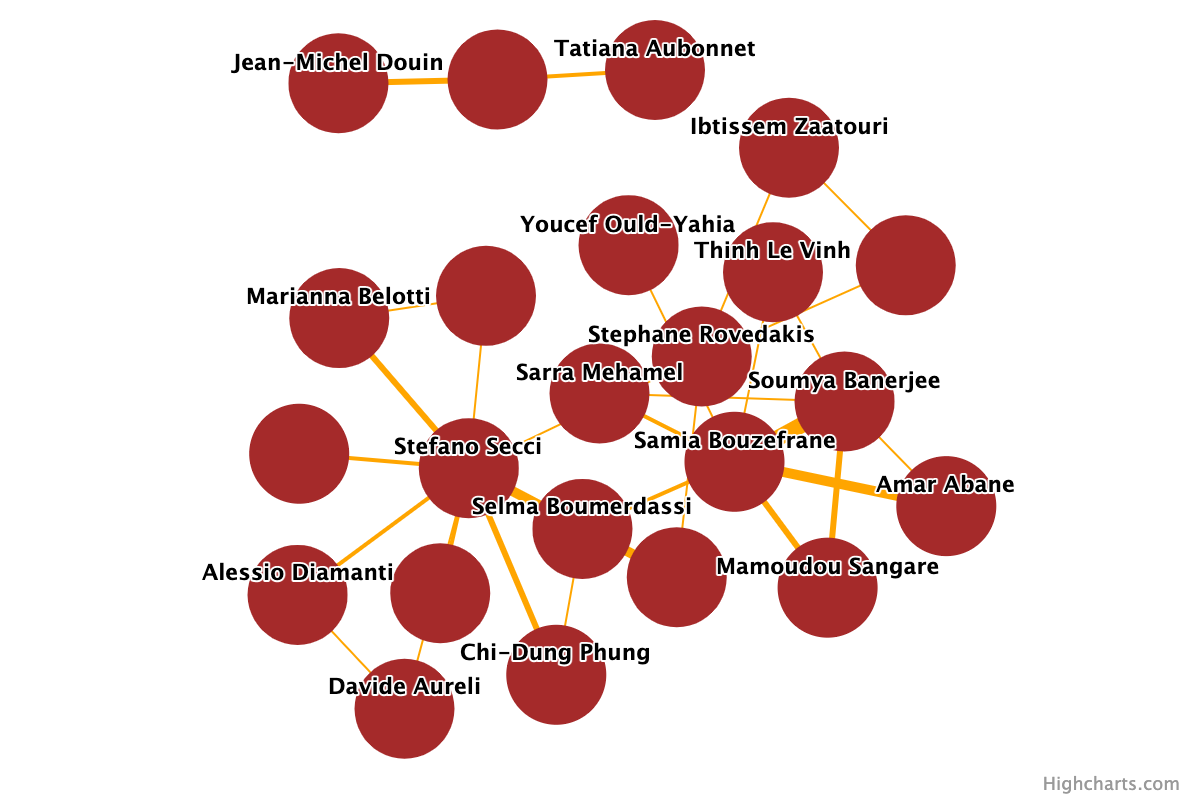 Tatiana Aubonnet
Jean-Michel Douin
Ibtissem Zaatouri
Youcef Ould-Yahia
Thinh Le Vinh
Marianna Belotti
Stephane Rovedakis
Sarra Mehamel
Soumya Banerjee
Samia Bouzefrane
Stefano Secci
Amar Abane
Selma Boumerdassi
Mamoudou Sangare
Alessio Diamanti
Chi-Dung Phung
Davide Aureli
Highcharts.com